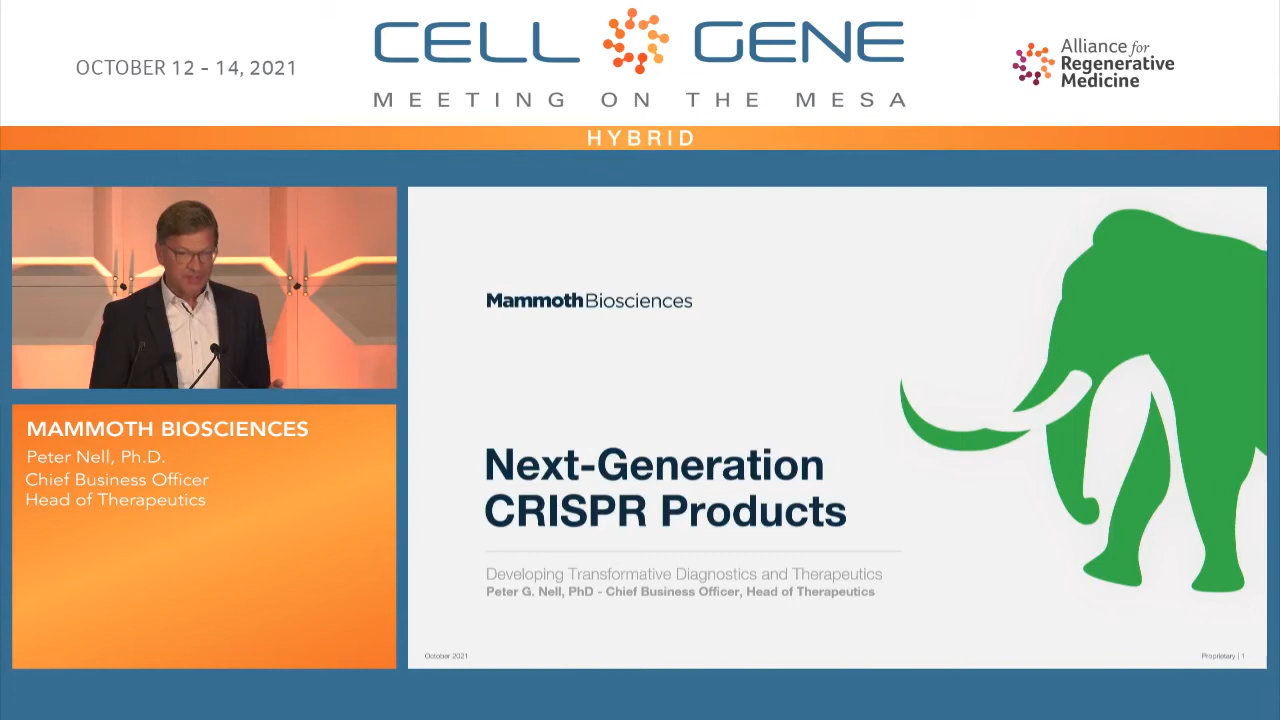 OCTOBER 12 - 14, 2021
CELL GENE
MEETING ON THE MESA
Alliance for
Regenerative
Medicine
HYBRID
MAMMOTH BIOSCIENCES
Peter Nell, Ph.D.
Chief Business Officer
Head of Therapeutics
MammothBiosciences
Next-Generation
CRISPR Products
Developing Transformative Diagnostics and Therapeutics
Peter G. Nell, PhD - Chief Business Officer, Head of Therapeutics
October 2021
Proprietary | 1